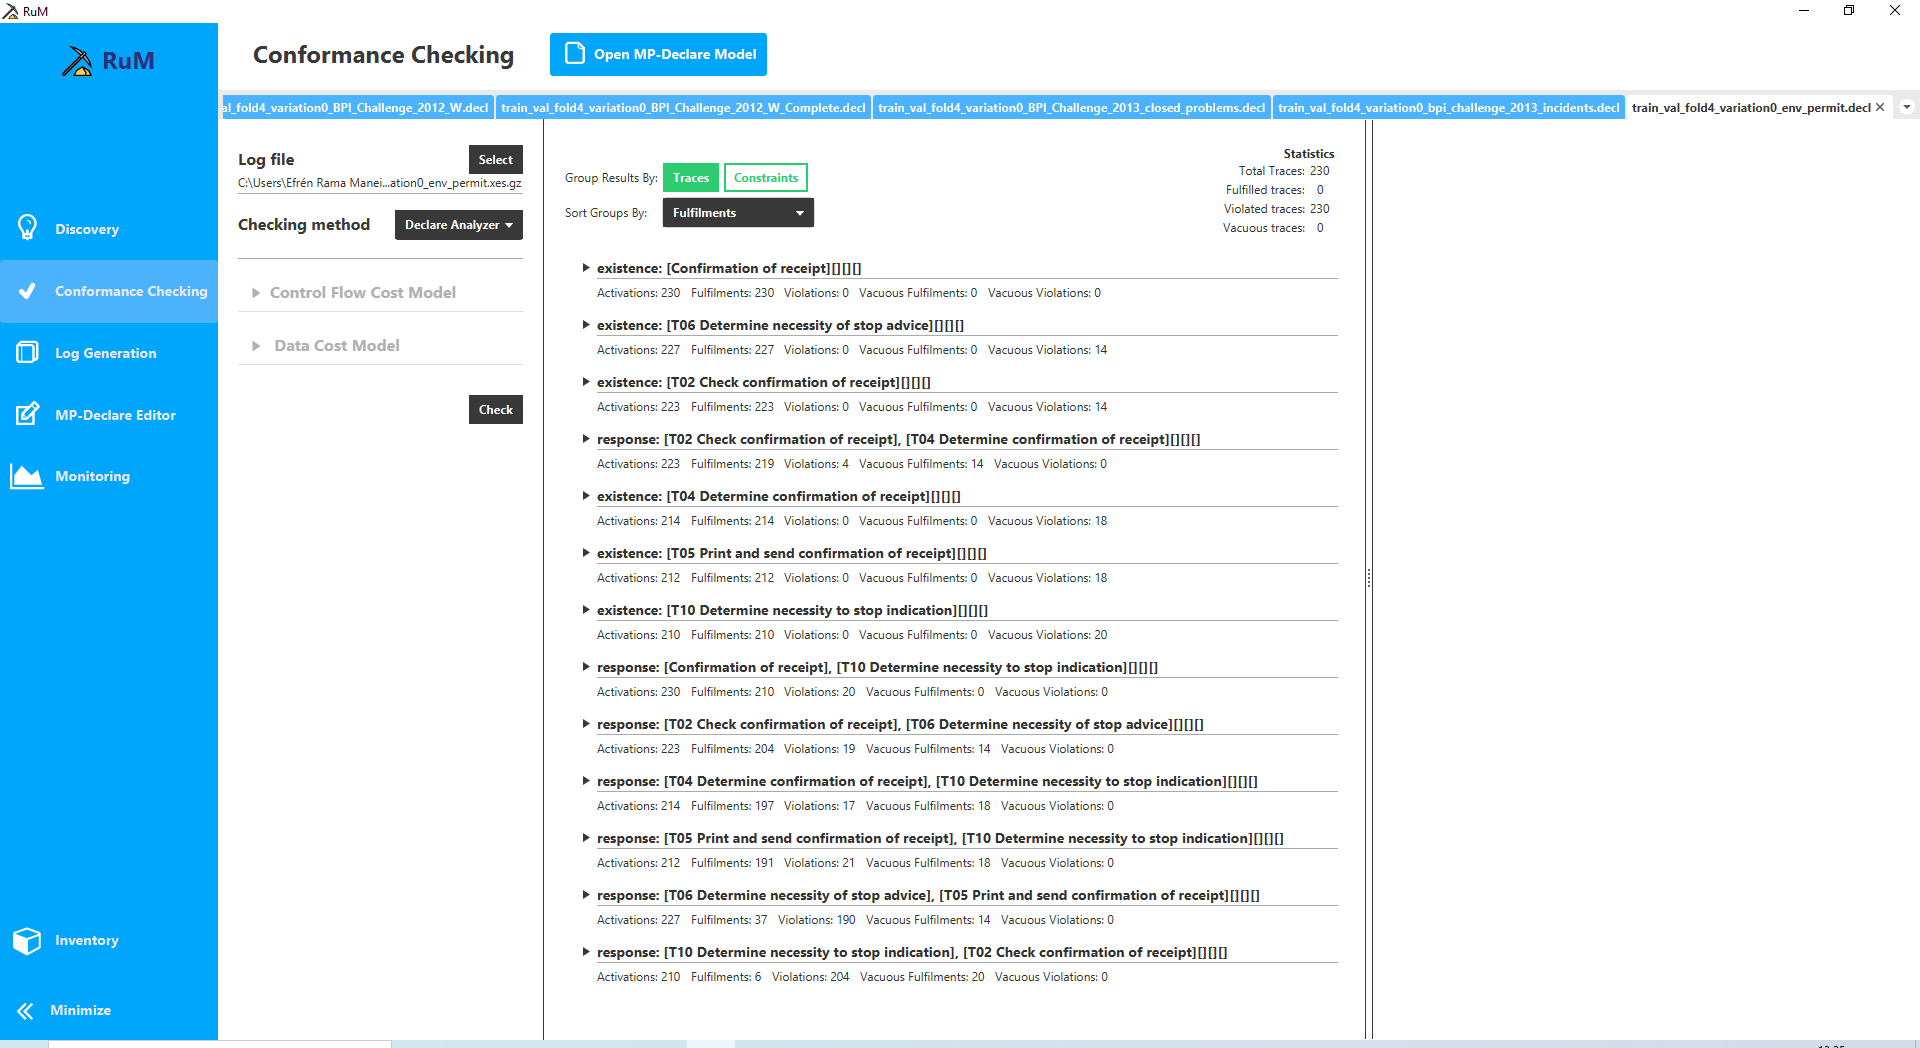 RuM
RuM
Conformance Checking
Open MP-Declare Model
al_fold4_variation0_BPI_Challenge_2012_W.decl
train_val_fold4_variation0_BPI_Challenge_2012_W_Complete.decl
train_val_fold4_variation0_BPI_Challenge_2013_closed_problems.decl
train_val_fold4_variation0_bpi_challenge_2013_incidents.decl
train_val_fold4_variation0_env_permit.decl
Discovery
Conformance Checking
Log Generation
MP-Declare Editor
Monitoring
Inventory
Minimize
Log file
Select
C:\Users\Efrén Rama Manei...ation0_env_permit.xes.gz
Checking method
Declare Analyzer
Control Flow Cost Model
Data Cost Model
Check
Group Results By: Traces Constraints
Sort Groups By: Fulfilments
Statistics
Total Traces: 230
Fulfilled traces: 0
Violated traces: 230
Vacuous traces: 0
existence: [Confirmation of receipt][][][]
Activations: 230 Fulfilments: 230 Violations: 0 Vacuous Fulfilments: 0 Vacuous Violations: 0
existence: [T06 Determine necessity of stop advice][][][]
Activations: 227 Fulfilments: 227 Violations: 0 Vacuous Fulfilments: 0 Vacuous Violations: 14
existence: [T02 Check confirmation of receipt][][][]
Activations: 223 Fulfilments: 223 Violations: 0 Vacuous Fulfilments: 0 Vacuous Violations: 14
response: [T02 Check confirmation of receipt], [T04 Determine confirmation of receipt][][][]
Activations: 223 Fulfilments: 219 Violations: 4 Vacuous Fulfilments: 14 Vacuous Violations: 0
existence: [T04 Determine confirmation of receipt][][][]
Activations: 214 Fulfilments: 214 Violations: 0 Vacuous Fulfilments: 0 Vacuous Violations: 18
existence: [T05 Print and send confirmation of receipt][][][]
Activations: 212 Fulfilments: 212 Violations: 0 Vacuous Fulfilments: 0 Vacuous Violations: 18
existence: [T10 Determine necessity to stop indication][][][]
Activations: 210 Fulfilments: 210 Violations: 0 Vacuous Fulfilments: 0 Vacuous Violations: 20
response: [Confirmation of receipt], [T10 Determine necessity to stop indication][][][]
Activations: 230 Fulfilments: 210 Violations: 20 Vacuous Fulfilments: 0 Vacuous Violations: 0
response: [T02 Check confirmation of receipt], [T06 Determine necessity of stop advice][][][]
Activations: 223 Fulfilments: 204 Violations: 19 Vacuous Fulfilments: 14 Vacuous Violations: 0
response: [T04 Determine confirmation of receipt], [T10 Determine necessity to stop indication][][][]
Activations: 214 Fulfilments: 197 Violations: 17 Vacuous Fulfilments: 18 Vacuous Violations: 0
response: [T05 Print and send confirmation of receipt], [T10 Determine necessity to stop indication][][][]
Activations: 212 Fulfilments: 191 Violations: 21 Vacuous Fulfilments: 18 Vacuous Violations: 0
response: [T06 Determine necessity of stop advice], [T05 Print and send confirmation of receipt][][][]
Activations: 227 Fulfilments: 37 Violations: 190 Vacuous Fulfilments: 14 Vacuous Violations: 0
response: [T10 Determine necessity to stop indication], [T02 Check confirmation of receipt][][][]
Activations: 210 Fulfilments: 6 Violations: 204 Vacuous Fulfilments: 20 Vacuous Violations: 0